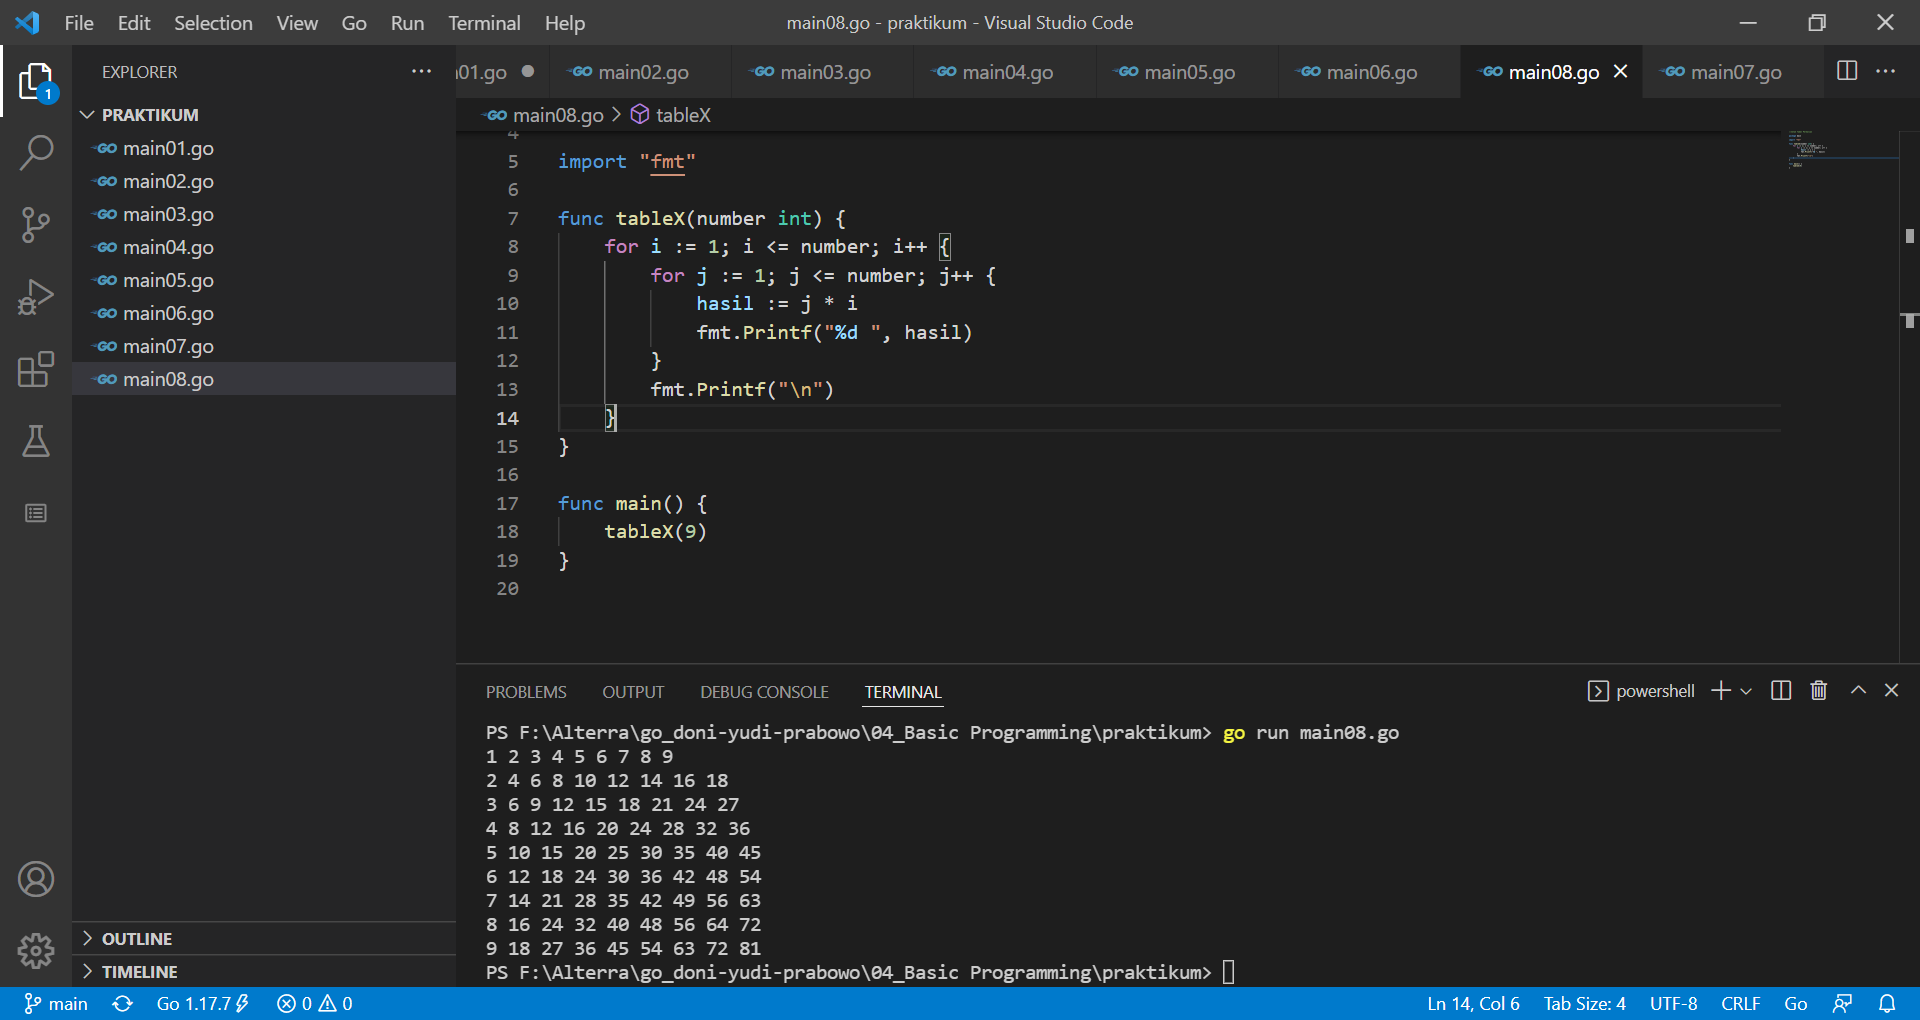 File Edit Selection View Go Run Terminal Help
main08.go - praktikum - Visual Studio Code
EXPLORER
1
PRAKTIKUM
main01.go
main02.go
main03.go
main04.go
main05.go
main06.go
main07.go
main08.go
OUTLINE
TIMELINE
01.go main02.go main03.go main04.go main05.go main06.go main08.go main07.go
main08.go > tableX
4
5 import "fmt"
6
7 func tableX(number int) {
8 for i := 1; i <= number; i++ {
9 for j := 1; j <= number; j++ {
10 hasil := j * i
11 fmt.Printf("%d ", hasil)
12 }
13 fmt.Printf("\n")
14 }
15 }
16
17 func main() {
18 tableX(9)
19 }
20
PROBLEMS OUTPUT DEBUG CONSOLE TERMINAL
powershell
PS F:\Alterra\go_doni-yudi-prabowo\04_Basic Programming\praktikum> go run main08.go
1 2 3 4 5 6 7 8 9
2 4 6 8 10 12 14 16 18
3 6 9 12 15 18 21 24 27
4 8 12 16 20 24 28 32 36
5 10 15 20 25 30 35 40 45
6 12 18 24 30 36 42 48 54
7 14 21 28 35 42 49 56 63
8 16 24 32 40 48 56 64 72
9 18 27 36 45 54 63 72 81
PS F:\Alterra\go_doni-yudi-prabowo\04_Basic Programming\praktikum>
main Go 1.17.7 0 0
Ln 14, Col 6 Tab Size: 4 UTF-8 CRLF Go